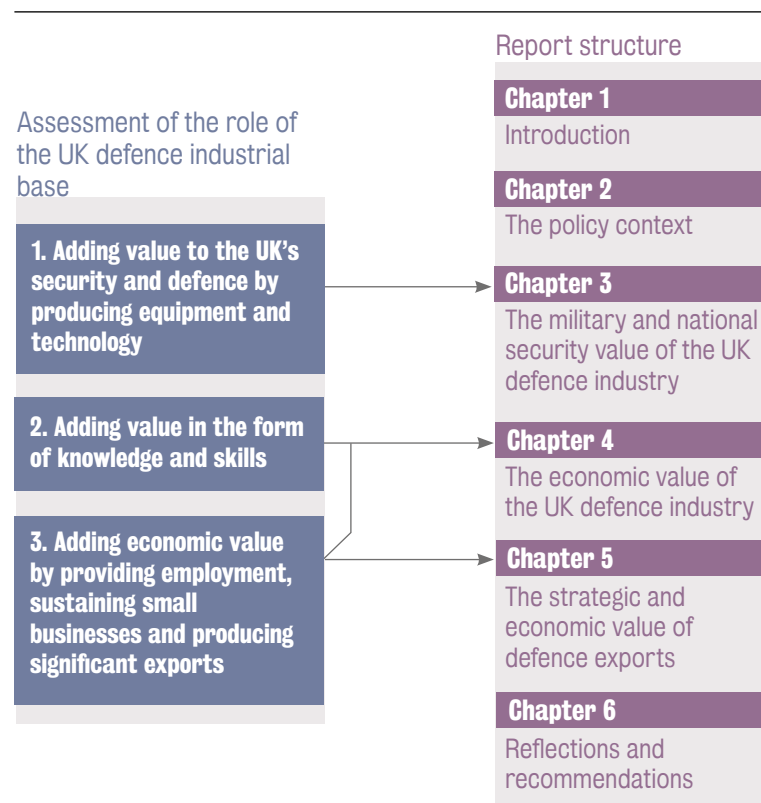 Assessment of the role of
the UK defence industrial
base
1. Adding value to the UK's
security and defence by
producing equipment and
technology
2. Adding value in the form
of knowledge and skills
3. Adding economic value
by providing employment,
sustaining small
businesses and producing
significant exports
Report structure
Chapter 1
Introduction
Chapter 2
The policy context
Chapter 3
The military and national
security value of the UK
defence industry
Chapter 4
The economic value of
the UK defence industry
Chapter 5
The strategic and
economic value of
defence exports
Chapter 6
Reflections and
recommendations